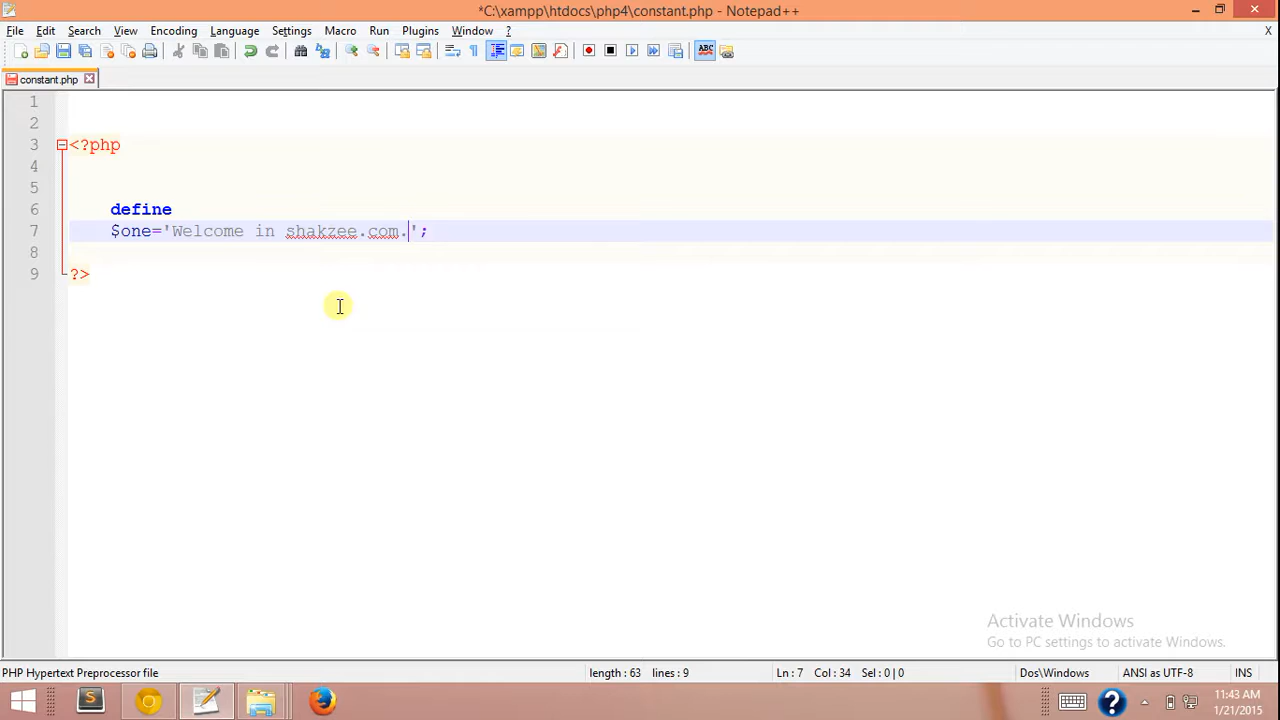 *C:\xampp\htdocs\php4\constant.php - Notepad++
File Edit Search View Encoding Language Settings Macro Run Plugins Window ? X
ABC
constant.php
1
2
3 <?php
4
5
6 define
7 $one='Welcome in shakzee.com.';
8
9 ?>
Activate Windows
Go to PC settings to activate Windows.
PHP Hypertext Preprocessor file length : 63 lines : 9 Ln : 7 Col : 34 Sel : 0 | 0 Dos\Windows ANSI as UTF-8 INS
S ? 11:43 AM
1/21/2015